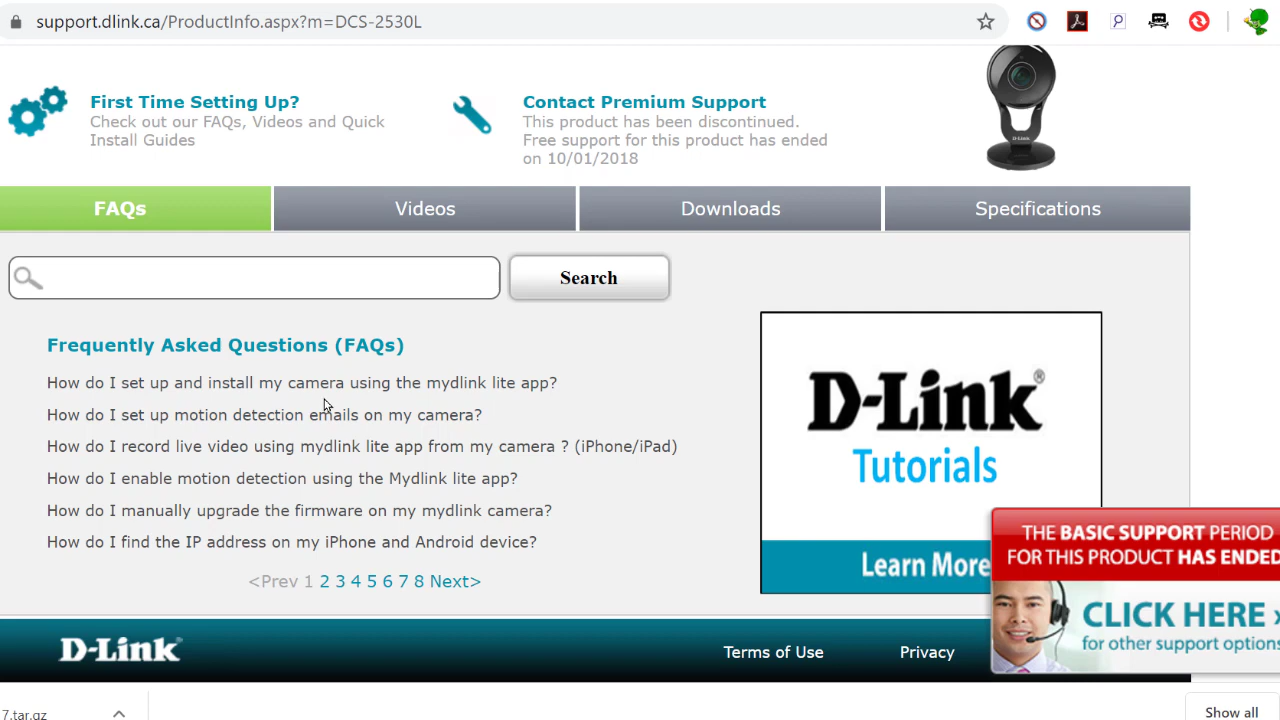 support.dlink.ca/ProductInfo.aspx?m=DCS-2530L
First Time Setting Up?
Check out our FAQs, Videos and Quick
Install Guides
Contact Premium Support
This product has been discontinued.
Free support for this product has ended
on 10/01/2018
D-Link
FAQs
Videos
Downloads
Specifications
Search
Frequently Asked Questions (FAQs)
How do I set up and install my camera using the mydlink lite app?
How do I set up motion detection emails on my camera?
How do I record live video using mydlink lite app from my camera ? (iPhone/iPad)
How do I enable motion detection using the Mydlink lite app?
How do I manually upgrade the firmware on my mydlink camera?
How do I find the IP address on my iPhone and Android device?
<Prev 1 2 3 4 5 6 7 8 Next>
D-Link®
Tutorials
Learn More
THE BASIC SUPPORT PERIOD
FOR THIS PRODUCT HAS ENDED
CLICK HERE »
for other support options
D-Link®
Terms of Use
Privacy
7.tar.gz
Show all